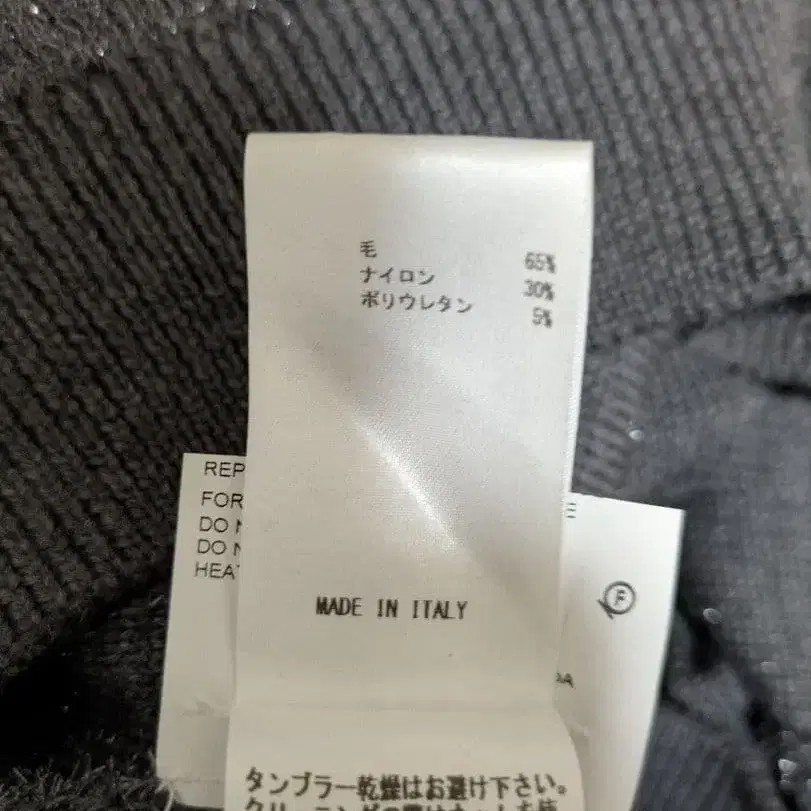 毛 65%
ナイロン 30%
ポリウレタン 5%
REP
FOR
DO N
DO N
HEAT
E
F
MADE IN ITALY
タンブラー乾燥はお避け下さい。